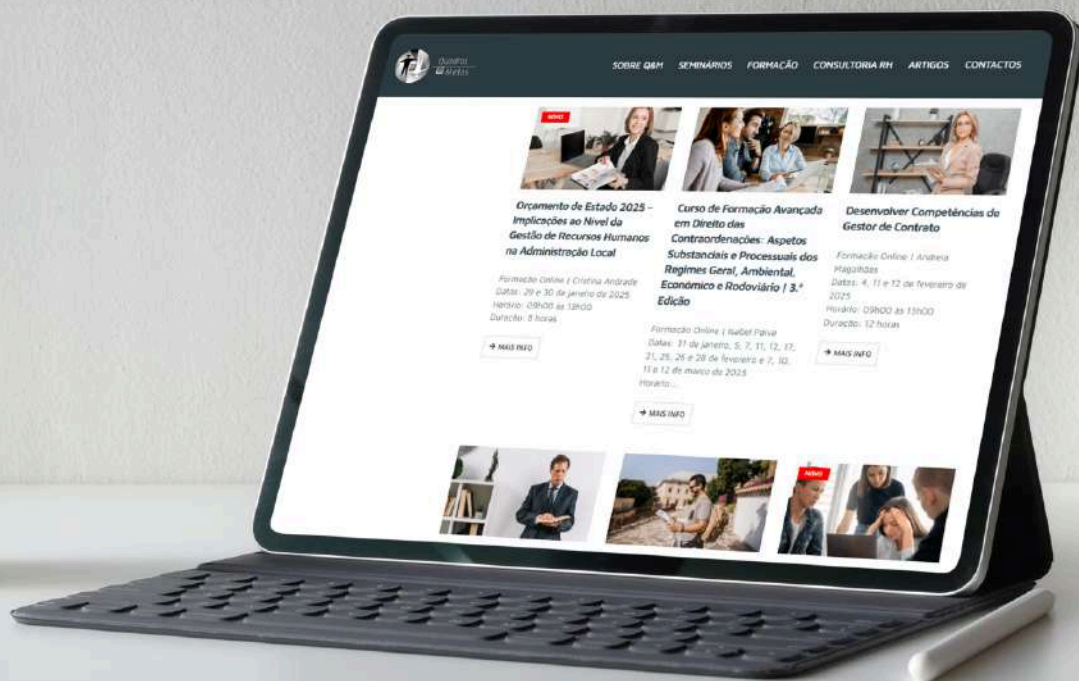 Quadros
& Metas
SOBRE Q&M SEMINÁRIOS FORMAÇÃO CONSULTORIA RH ARTIGOS CONTACTOS
NOVO
Orçamento de Estado 2025 –
Implicações ao Nível da
Gestão de Recursos Humanos
na Administração Local
Formação Online | Cristina Andrade
Datas: 29 e 30 de janeiro de 2025
Horário: 09h00 às 13h00
Duração: 8 horas
→ MAIS INFO
Curso de Formação Avançada
em Direito das
Contraordenações: Aspetos
Substanciais e Processuais dos
Regimes Geral, Ambiental,
Económico e Rodoviário | 3.ª
Edição
Formação Online | Isabel Paiva
Datas: 31 de janeiro, 5, 7, 11, 12, 17,
21, 25, 26 e 28 de fevereiro e 7, 10,
11 e 12 de março de 2025
Horário: ...
→ MAIS INFO
Desenvolver Competências de
Gestor de Contrato
Formação Online | Andreia
Magalhães
Datas: 4, 11 e 12 de fevereiro de
2025
Horário: 09h00 às 13h00
Duração: 12 horas
→ MAIS INFO
NOVO